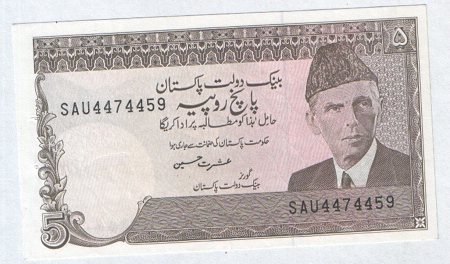 ۵
بینک دولت پاکستان
پانچ روپیہ
SAU4474459
حامل ہٰذا کو مطالبہ پر ادا کریگا
حکومت پاکستان کی ضمانت سے جاری ہوا
عشرت حسین
گورنر
بینک دولت پاکستان
SAU4474459
5